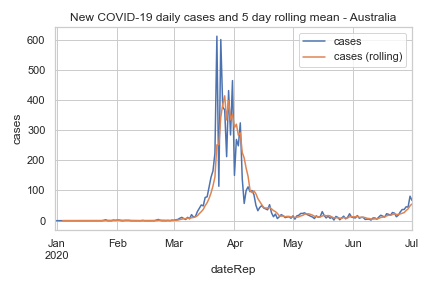 New COVID-19 daily cases and 5 day rolling mean - Australia
cases
cases (rolling)
600
500
400
300
200
100
0
cases
Jan Feb Mar Apr May Jun Jul
2020
dateRep